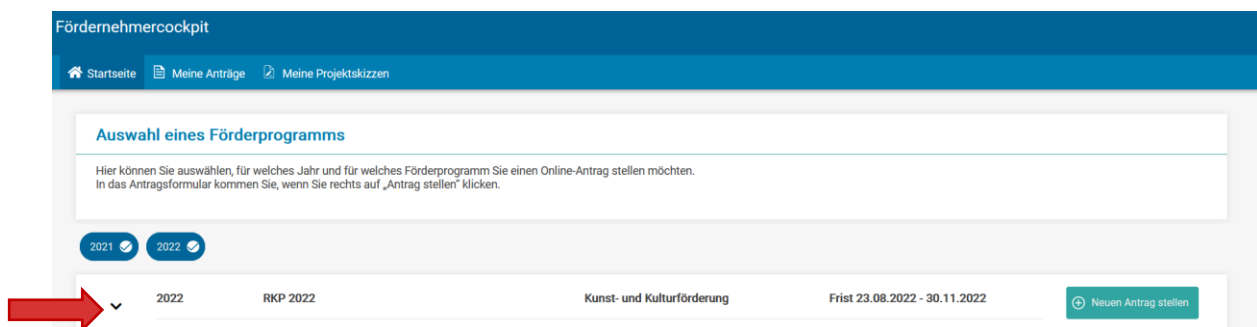 Fördernehmercockpit
Startseite Meine Anträge Meine Projektskizzen
Auswahl eines Förderprogramms
Hier können Sie auswählen, für welches Jahr und für welches Förderprogramm Sie einen Online-Antrag stellen möchten.
In das Antragsformular kommen Sie, wenn Sie rechts auf „Antrag stellen“ klicken.
2021 2022
2022 RKP 2022 Kunst- und Kulturförderung Frist 23.08.2022 - 30.11.2022 Neuen Antrag stellen